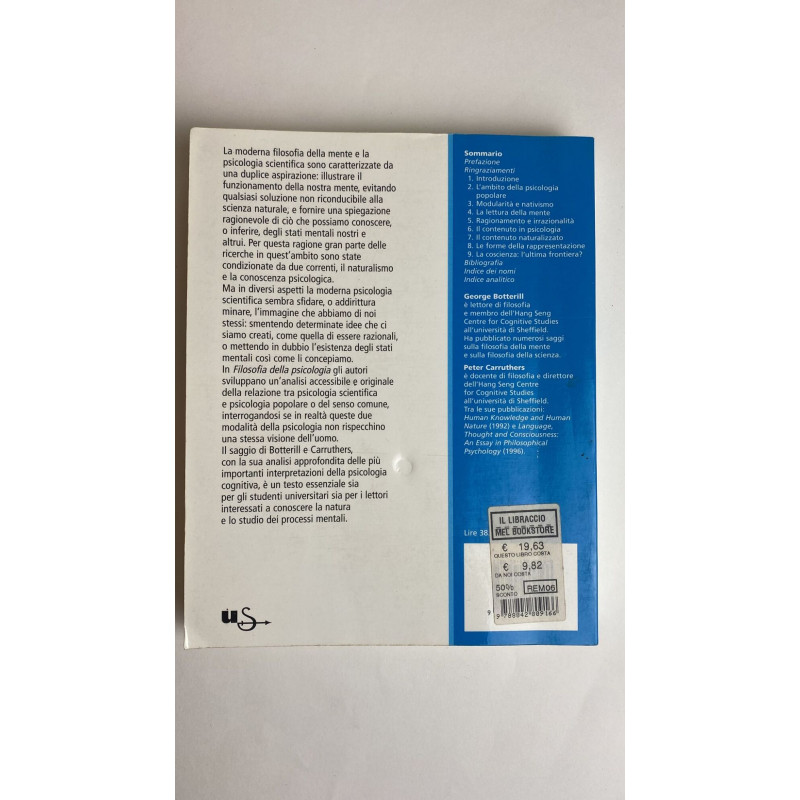 La moderna filosofia della mente e la
psicologia scientifica sono caratterizzate da
una duplice aspirazione: illustrare il
funzionamento della nostra mente, evitando
qualsiasi soluzione non riconducibile alla
scienza naturale, e fornire una spiegazione
ragionevole di ciò che possiamo conoscere,
o inferire, degli stati mentali nostri e
altrui. Per questa ragione gran parte delle
ricerche in quest'ambito sono state
condizionate da due correnti, il naturalismo
e la conoscenza psicologica.
Ma in diversi aspetti la moderna psicologia
scientifica sembra sfidare, o addirittura
minare, l'immagine che abbiamo di noi
stessi: smentendo determinate idee che ci
siamo creati, come quella di essere razionali,
o mettendo in dubbio l'esistenza degli stati
mentali così come li concepiamo.
In Filosofia della psicologia gli autori
sviluppano un'analisi accessibile e originale
della relazione tra psicologia scientifica
e psicologia popolare o del senso comune,
interrogandosi se in realtà queste due
modalità della psicologia non rispecchino
una stessa visione dell'uomo.
Il saggio di Botterill e Carruthers,
con la sua analisi approfondita delle più
importanti interpretazioni della psicologia
cognitiva, è un testo essenziale sia
per gli studenti universitari sia per i lettori
interessati a conoscere la natura
e lo studio dei processi mentali.
uS
Sommario
Prefazione
Ringraziamenti
1. Introduzione
2. L'ambito della psicologia
popolare
3. Modularità e nativismo
4. La lettura della mente
5. Ragionamento e irrazionalità
6. Il contenuto in psicologia
7. Il contenuto naturalizzato
8. Le forme della rappresentazione
9. La coscienza: l'ultima frontiera?
Bibliografia
Indice dei nomi
Indice analitico
George Botterill
è lettore di filosofia
e membro dell'Hang Seng
Centre for Cognitive Studies
all'università di Sheffield.
Ha pubblicato numerosi saggi
sulla filosofia della mente
e sulla filosofia della scienza.
Peter Carruthers
è docente di filosofia e direttore
dell'Hang Seng Centre
for Cognitive Studies
all'università di Sheffield.
Tra le sue pubblicazioni:
Human Knowledge and Human
Nature (1992) e Language,
Thought and Consciousness:
An Essay in Philosophical
Psychology (1996).
Lire 38
IL LIBRACCIO
MEL BOOKSTORE
€ 19,63
QUESTO LIBRO COSTA
€ 9,82
DA NOI COSTA
50% REM06
SCONTO
9 788042 089166